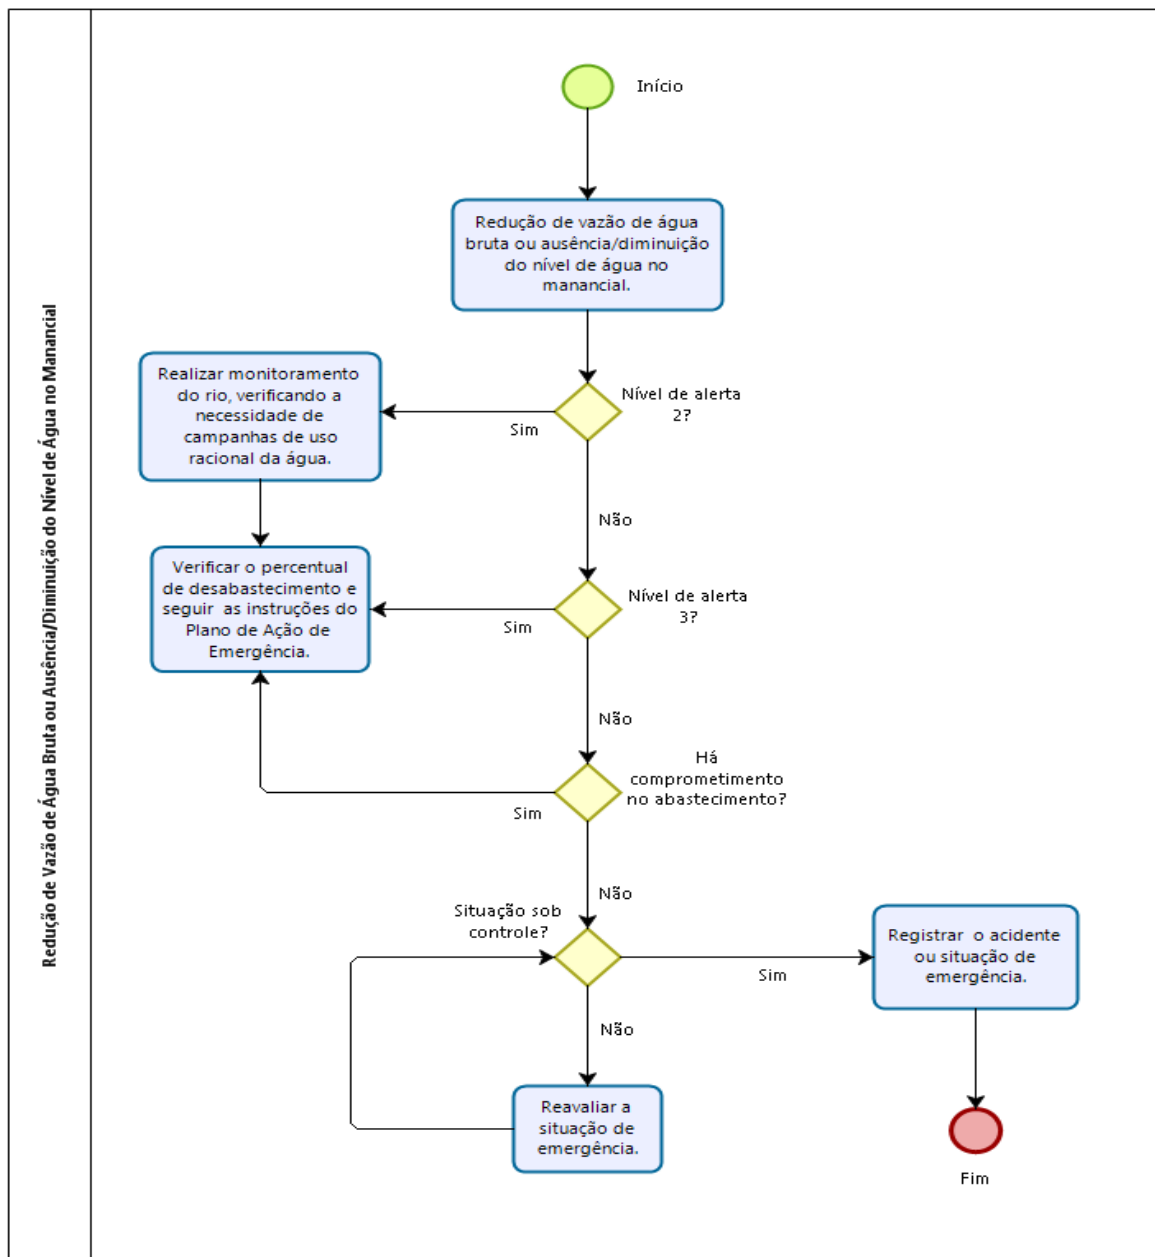 Redução de Vazão de Água Bruta ou Ausência/Diminuição do Nível de Água no Manancial
Início
Redução de vazão de água
bruta ou ausência/diminuição
do nível de água no
manancial.
Nível de alerta
2?
Sim
Realizar monitoramento
do rio, verificando a
necessidade de
campanhas de uso
racional da água.
Não
Nível de alerta
3?
Sim
Verificar o percentual
de desabastecimento e
seguir as instruções do
Plano de Ação de
Emergência.
Não
Há
comprometimento
no abastecimento?
Sim
Não
Situação sob
controle?
Sim
Registrar o acidente
ou situação de
emergência.
Não
Reavaliar a
situação de
emergência.
Fim